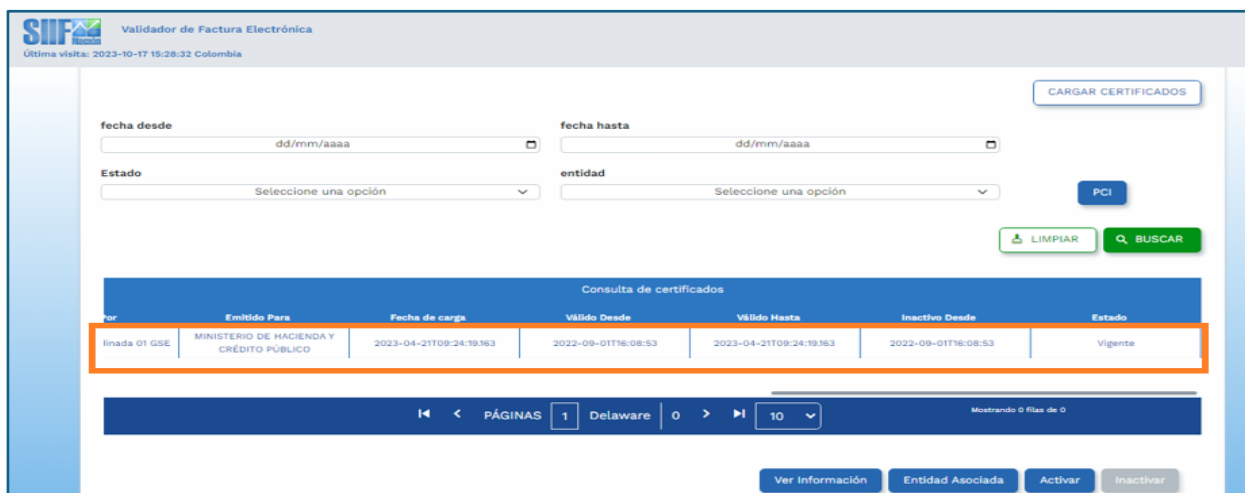 SIIF Nación
Validador de Factura Electrónica
Última visita: 2023-10-17 15:28:32 Colombia
CARGAR CERTIFICADOS
fecha desde
fecha hasta
dd/mm/aaaa
dd/mm/aaaa
Estado
entidad
Seleccione una opción
Seleccione una opción
PCI
LIMPIAR
BUSCAR
Consulta de certificados
Por Emitido Para Fecha de carga Válido Desde Válido Hasta Inactivo Desde Estado
linada 01 GSE MINISTERIO DE HACIENDA Y CRÉDITO PÚBLICO 2023-04-21T09:24:19.163 2022-09-01T16:08:53 2023-04-21T09:24:19.163 2022-09-01T16:08:53 Vigente
PÁGINAS 1 Delaware 0 10 Mostrando 0 filas de 0
Ver Información Entidad Asociada Activar Inactivar